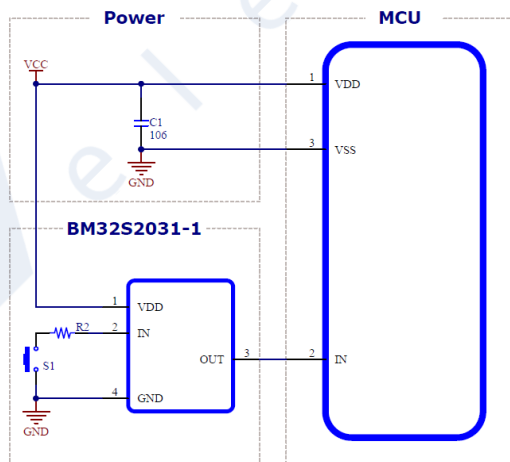 Power
MCU
VCC
1
VDD
C1
106
3
VSS
GND
BM32S2031-1
1
VDD
R2
2
IN
OUT
3
2
IN
S1
4
GND
GND
e l e